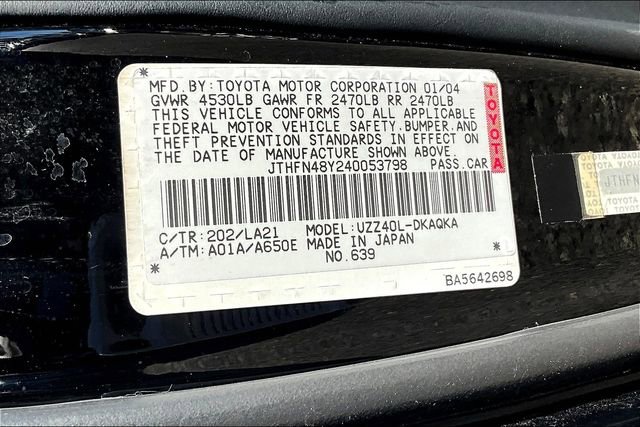 MFD. BY: TOYOTA MOTOR CORPORATION 01/04
GVWR 4530LB GAWR FR 2470LB RR 2470LB
THIS VEHICLE CONFORMS TO ALL APPLICABLE
FEDERAL MOTOR VEHICLE SAFETY.BUMPER.AND
THEFT PREVENTION STANDARDS IN EFFECT ON
THE DATE OF MANUFACTURE SHOWN ABOVE
JTHFN48Y240053798 PASS.CAR
TOYOTA
C/TR: 202/LA21 MODEL: UZZ40L-DKAQKA
A/TM: A01A/A650E MADE IN JAPAN
NO.639
BA5642698
TOYOTA
JTHFN